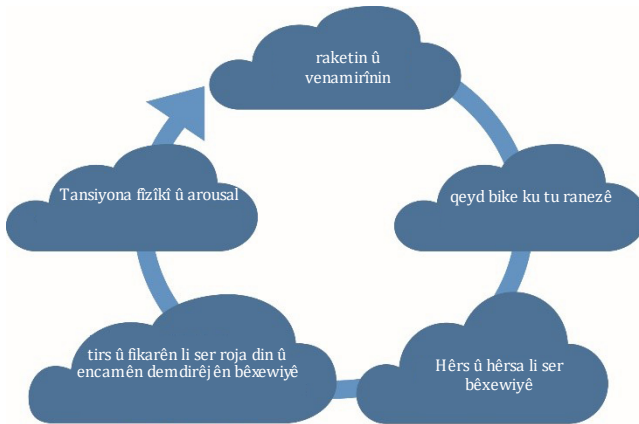 raketin û
venamirînin
qeyd bike ku tu ranezê
Hêrs û hêrsa li ser
bêxewiyê
tirs û fikarên li ser roja din û
encamên demdirêjên bêxewiyê
Tansiyona fîzîkî û arousal